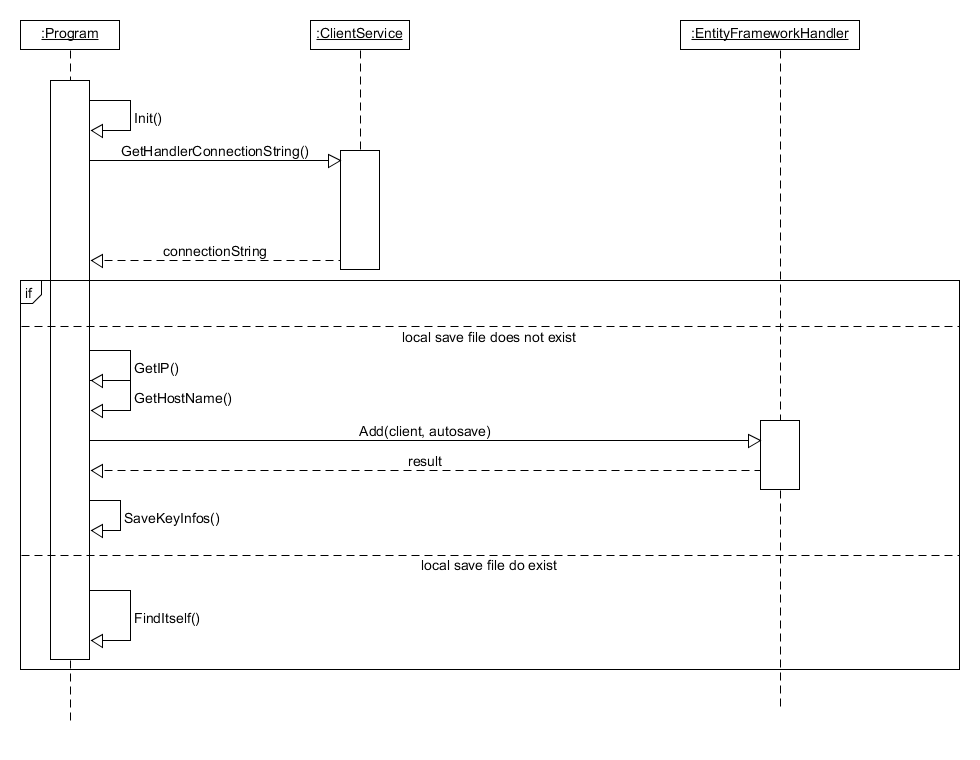 :Program
:ClientService
:EntityFrameworkHandler
Init()
GetHandlerConnectionString()
connectionString
if
local save file does not exist
GetIP()
GetHostName()
Add(client, autosave)
result
SaveKeyInfos()
local save file do exist
FindItself()